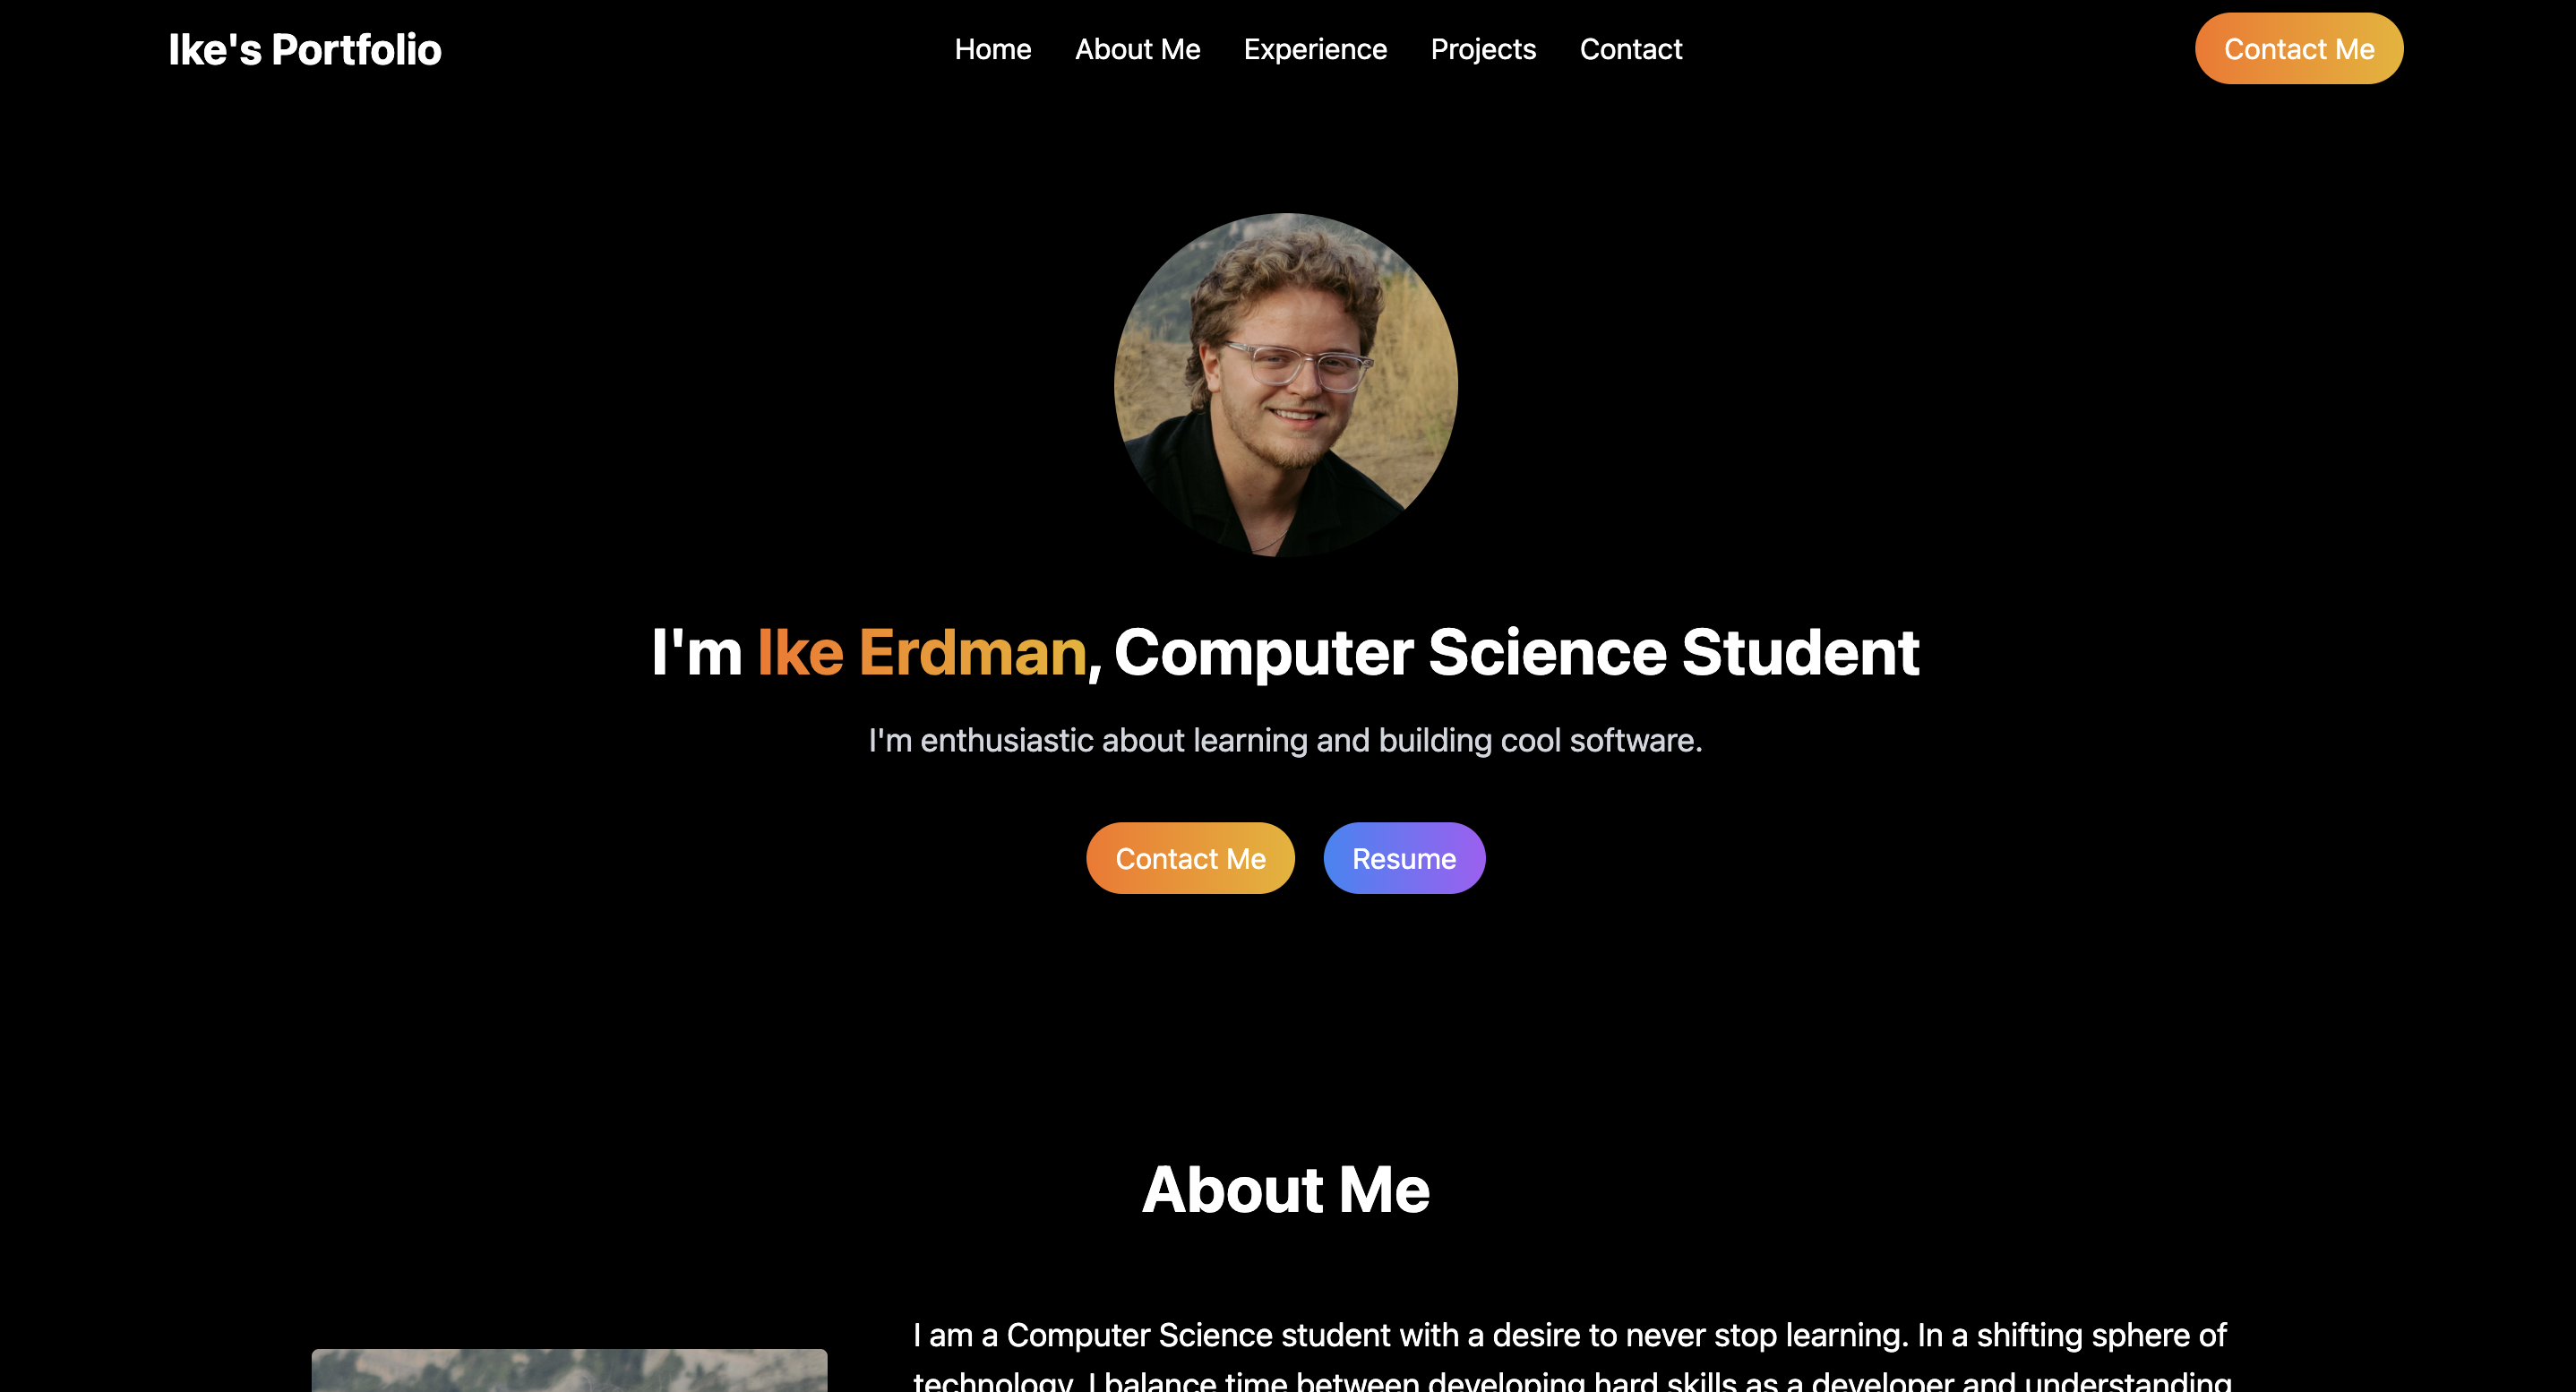 Ike's Portfolio
Home
About Me
Experience
Projects
Contact
Contact Me
I'm Ike Erdman, Computer Science Student
I'm enthusiastic about learning and building cool software.
Contact Me
Resume
About Me
I am a Computer Science student with a desire to never stop learning. In a shifting sphere of
technology, I balance time between developing hard skills as a developer and understanding